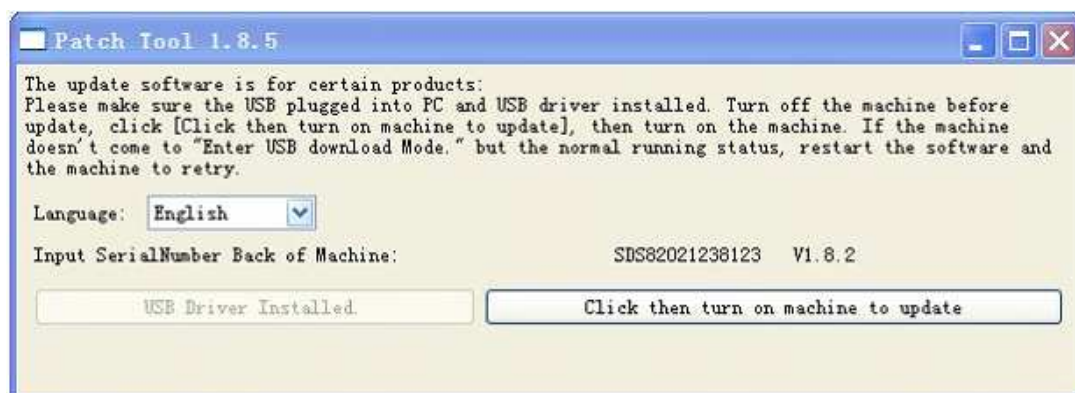 Patch Tool 1.8.5
The update software is for certain products:
Please make sure the USB plugged into PC and USB driver installed. Turn off the machine before
update, click [Click then turn on machine to update], then turn on the machine. If the machine
doesn't come to "Enter USB download Mode." but the normal running status, restart the software and
the machine to retry.
Language: English
Input SerialNumber Back of Machine: SDS82021238123 V1.8.2
USB Driver Installed. Click then turn on machine to update